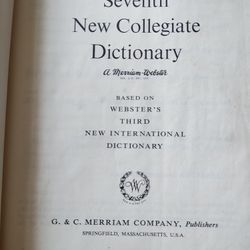 Seventh
New Collegiate
Dictionary
A Merriam-Webster
BASED ON
WEBSTER'S
THIRD
NEW INTERNATIONAL
DICTIONARY
W
G. & C. MERRIAM COMPANY, Publishers
SPRINGFIELD, MASSACHUSETTS, U.S.A.